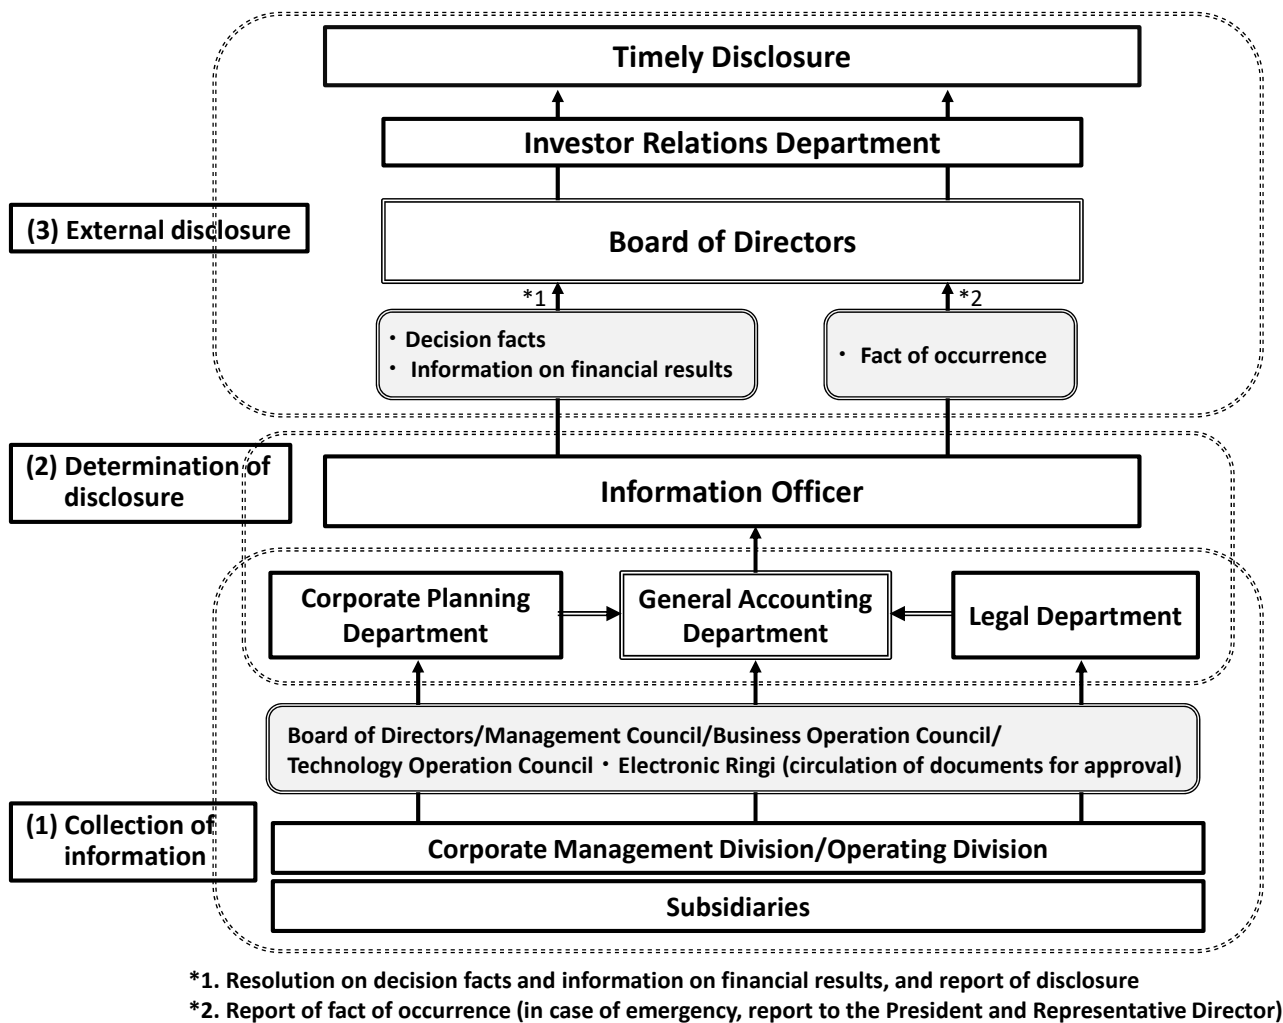 Timely Disclosure
Investor Relations Department
(3) External disclosure
Board of Directors
*1
*2
・ Decision facts
・ Information on financial results
・ Fact of occurrence
(2) Determination of
disclosure
Information Officer
Corporate Planning
Department
General Accounting
Department
Legal Department
Board of Directors/Management Council/Business Operation Council/
Technology Operation Council・Electronic Ringi (circulation of documents for approval)
(1) Collection of
information
Corporate Management Division/Operating Division
Subsidiaries
*1. Resolution on decision facts and information on financial results, and report of disclosure
*2. Report of fact of occurrence (in case of emergency, report to the President and Representative Director)